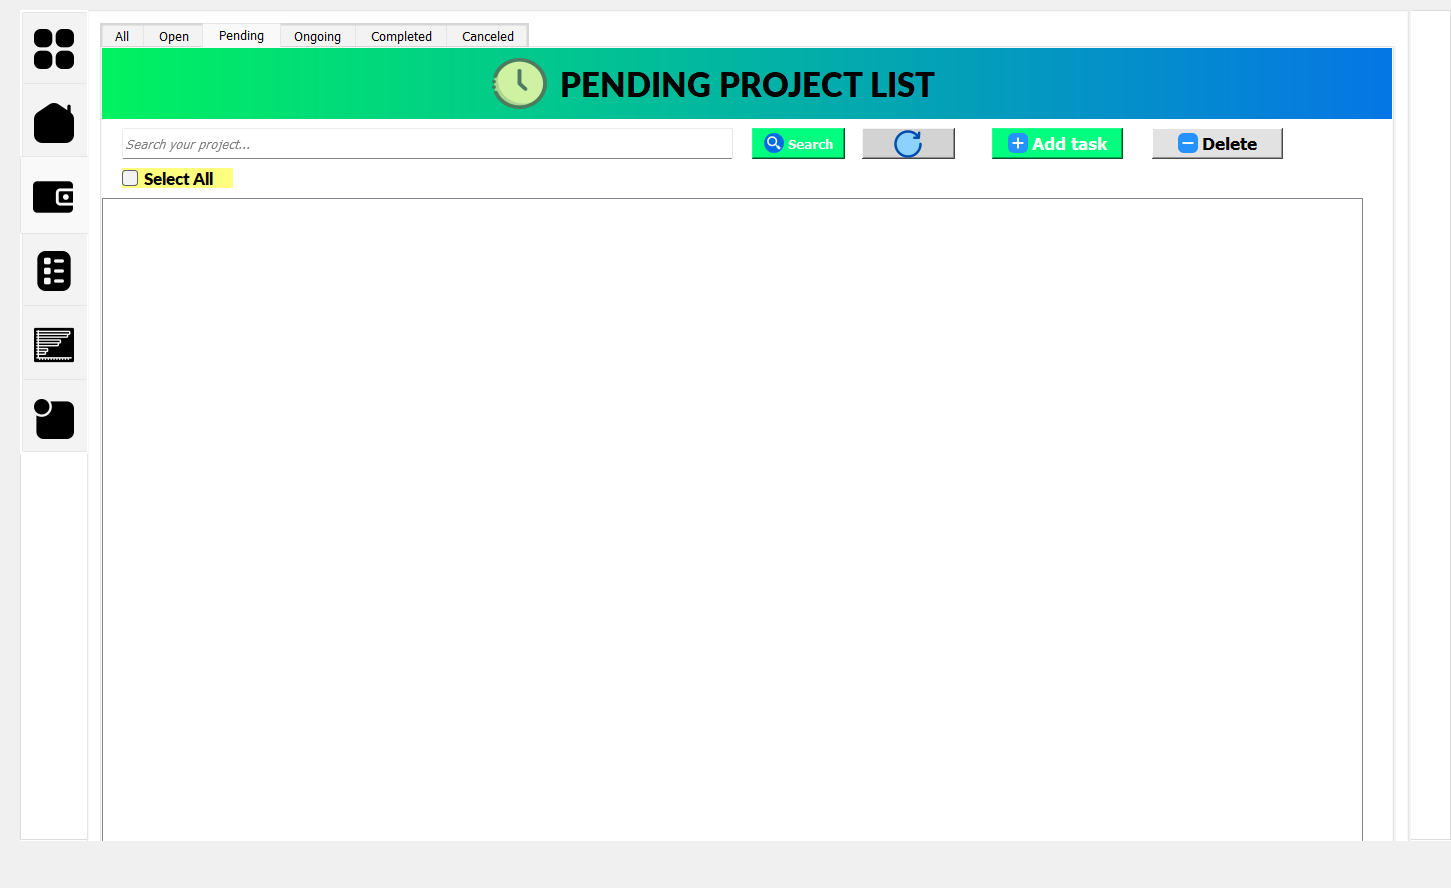 All Open Pending Ongoing Completed Canceled
PENDING PROJECT LIST
Search your project... Search Add task Delete
Select All